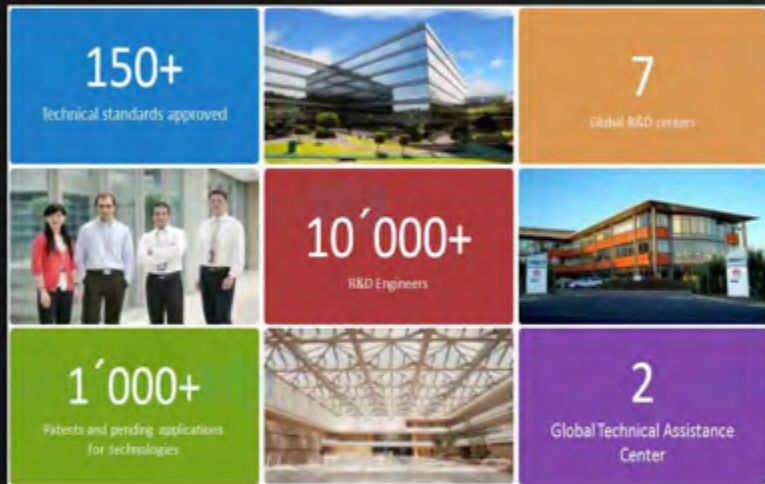 150+
Technical standards approved
7
Global R&D centers
10´000+
R&D Engineers
1´000+
Patents and pending applications
for technologies
2
Global Technical Assistance
Center